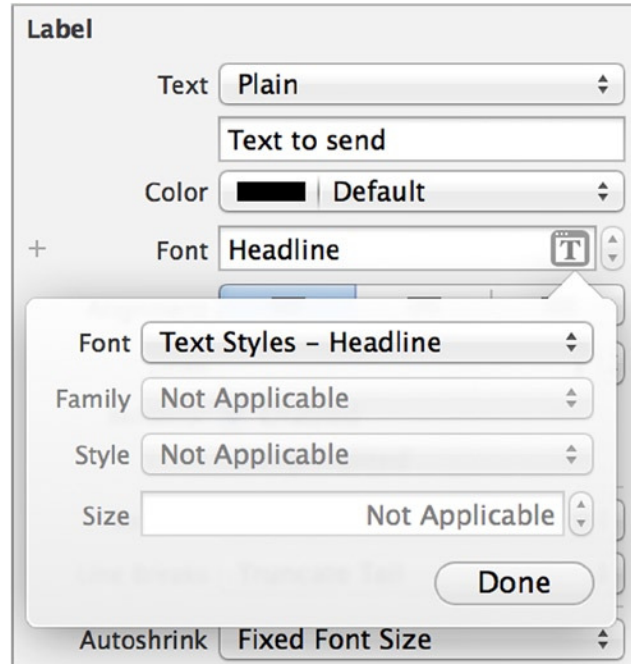 Label
Text Plain
Text to send
Color Default
+ Font Headline T
Font Text Styles – Headline
Family Not Applicable
Style Not Applicable
Size Not Applicable
Done
Autoshrink Fixed Font Size